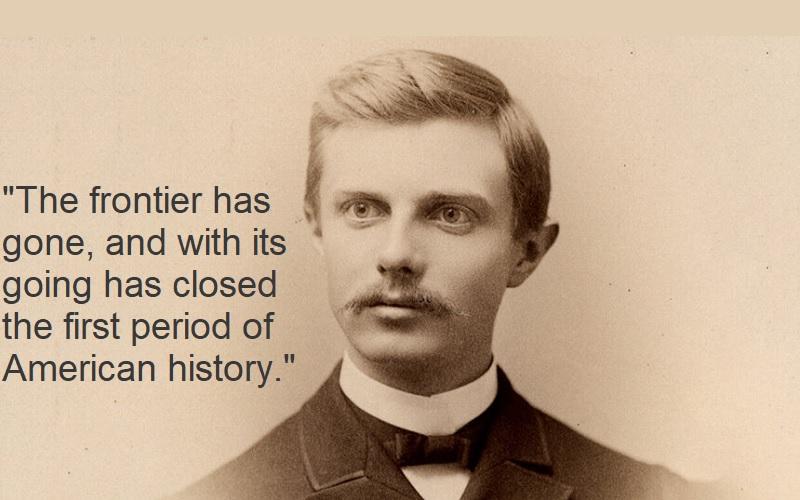 "The frontier has
gone, and with its
going has closed
the first period of
American history."